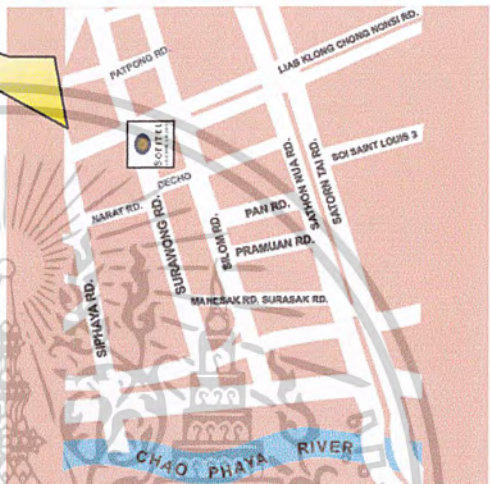 PATPONG RD.
LIAB KLONG CHONG NONSI RD.
SOFITEL
DECHO
NARAT RD.
SURAWONG RD.
SILOM RD.
PAN RD.
PRAMUAN RD.
SATHON NUA RD.
SATORN TAI RD.
SOI SAINT LOUIS 3
SIPHAYA RD.
MAHESAK RD. SURASAK RD.
CHAO PHAYA RIVER